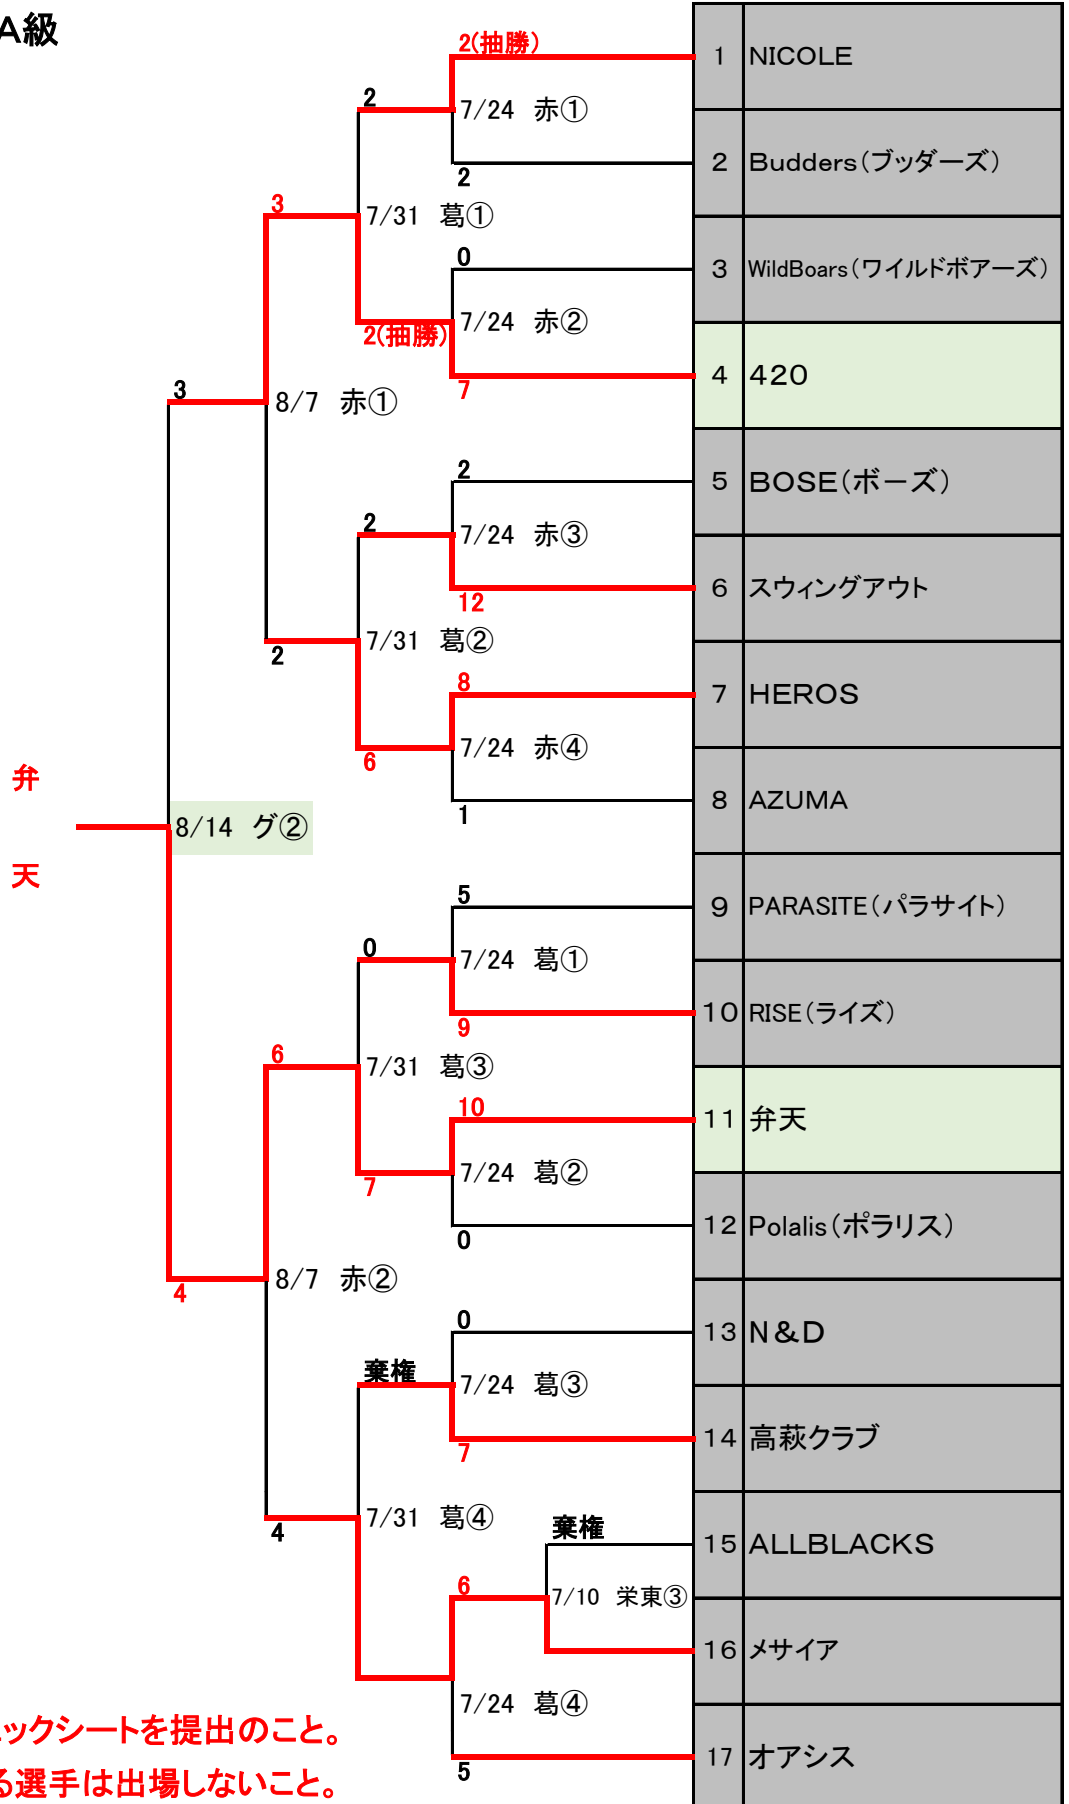 A級
2(抽勝)
1 NICOLE
2
7/24 赤①
2
2 Budders(ブッダーズ)
3
7/31 葛①
0
3 WildBoars(ワイルドボアーズ)
2(抽勝)
7/24 赤②
7
4 420
3
8/7 赤①
2
5 BOSE(ボーズ)
2
7/24 赤③
12
6 スウィングアウト
2
7/31 葛②
8
7 HEROS
6
7/24 赤④
1
8 AZUMA
弁
天
8/14 グ②
5
9 PARASITE(パラサイト)
0
7/24 葛①
9
10 RISE(ライズ)
6
7/31 葛③
10
11 弁天
7
7/24 葛②
0
12 Polalis(ポラリス)
4
8/7 赤②
0
13 N&D
棄権
7/24 葛③
7
14 高萩クラブ
4
7/31 葛④
棄権
15 ALLBLACKS
6
7/10 栄東③
16 メサイア
7/24 葛④
5
17 オアシス
ックシートを提出のこと。
る選手は出場しないこと。